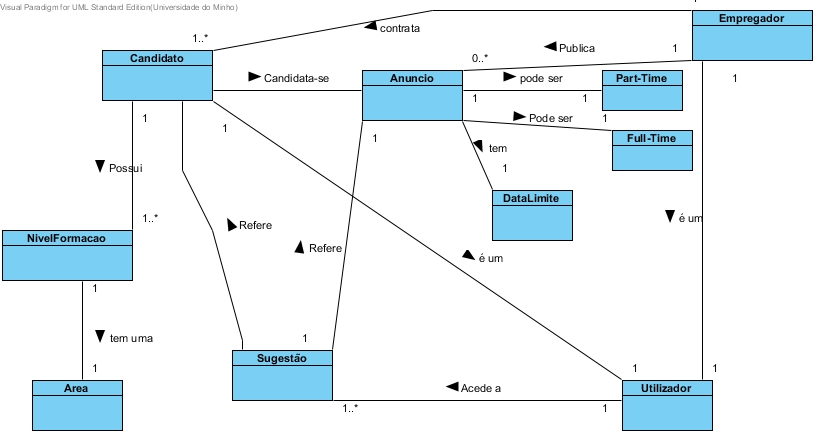 Visual Paradigm for UML Standard Edition(Universidade do Minho)
Empregador
contrata
1..*
Publica
1
Candidato
0..*
Candidata-se
Anuncio
pode ser
Part-Time
1
1
1
1
1
1
Pode ser
1
Full-Time
tem
1
Possui
DataLimite
1..*
é um
Refere
NivelFormacao
Refere
é um
1
tem uma
1
Sugestão
1
1
1
Area
Acede a
Utilizador
1..*
1